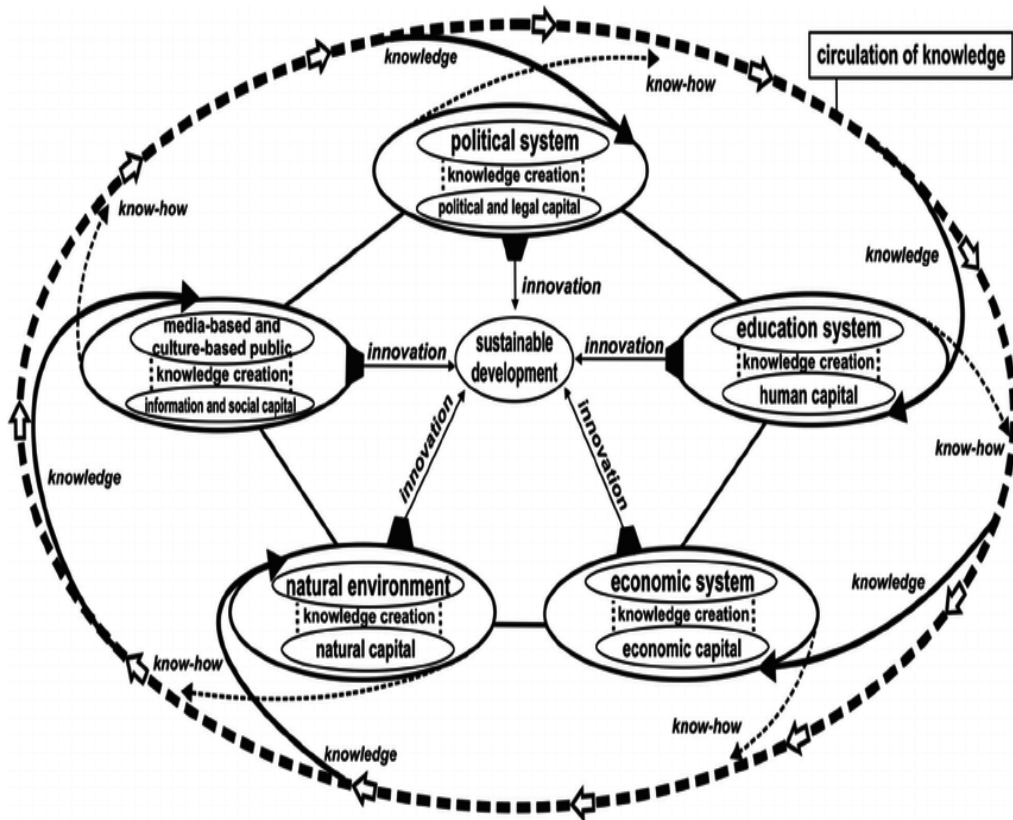 knowledge
circulation of knowledge
know-how
political system
knowledge creation
political and legal capital
know-how
knowledge
innovation
media-based and
culture-based public
knowledge creation
information and social capital
innovation
sustainable
development
innovation
education system
knowledge creation
human capital
know-how
knowledge
innovation
innovation
natural environment
knowledge creation
natural capital
economic system
knowledge creation
economic capital
knowledge
know-how
know-how
knowledge